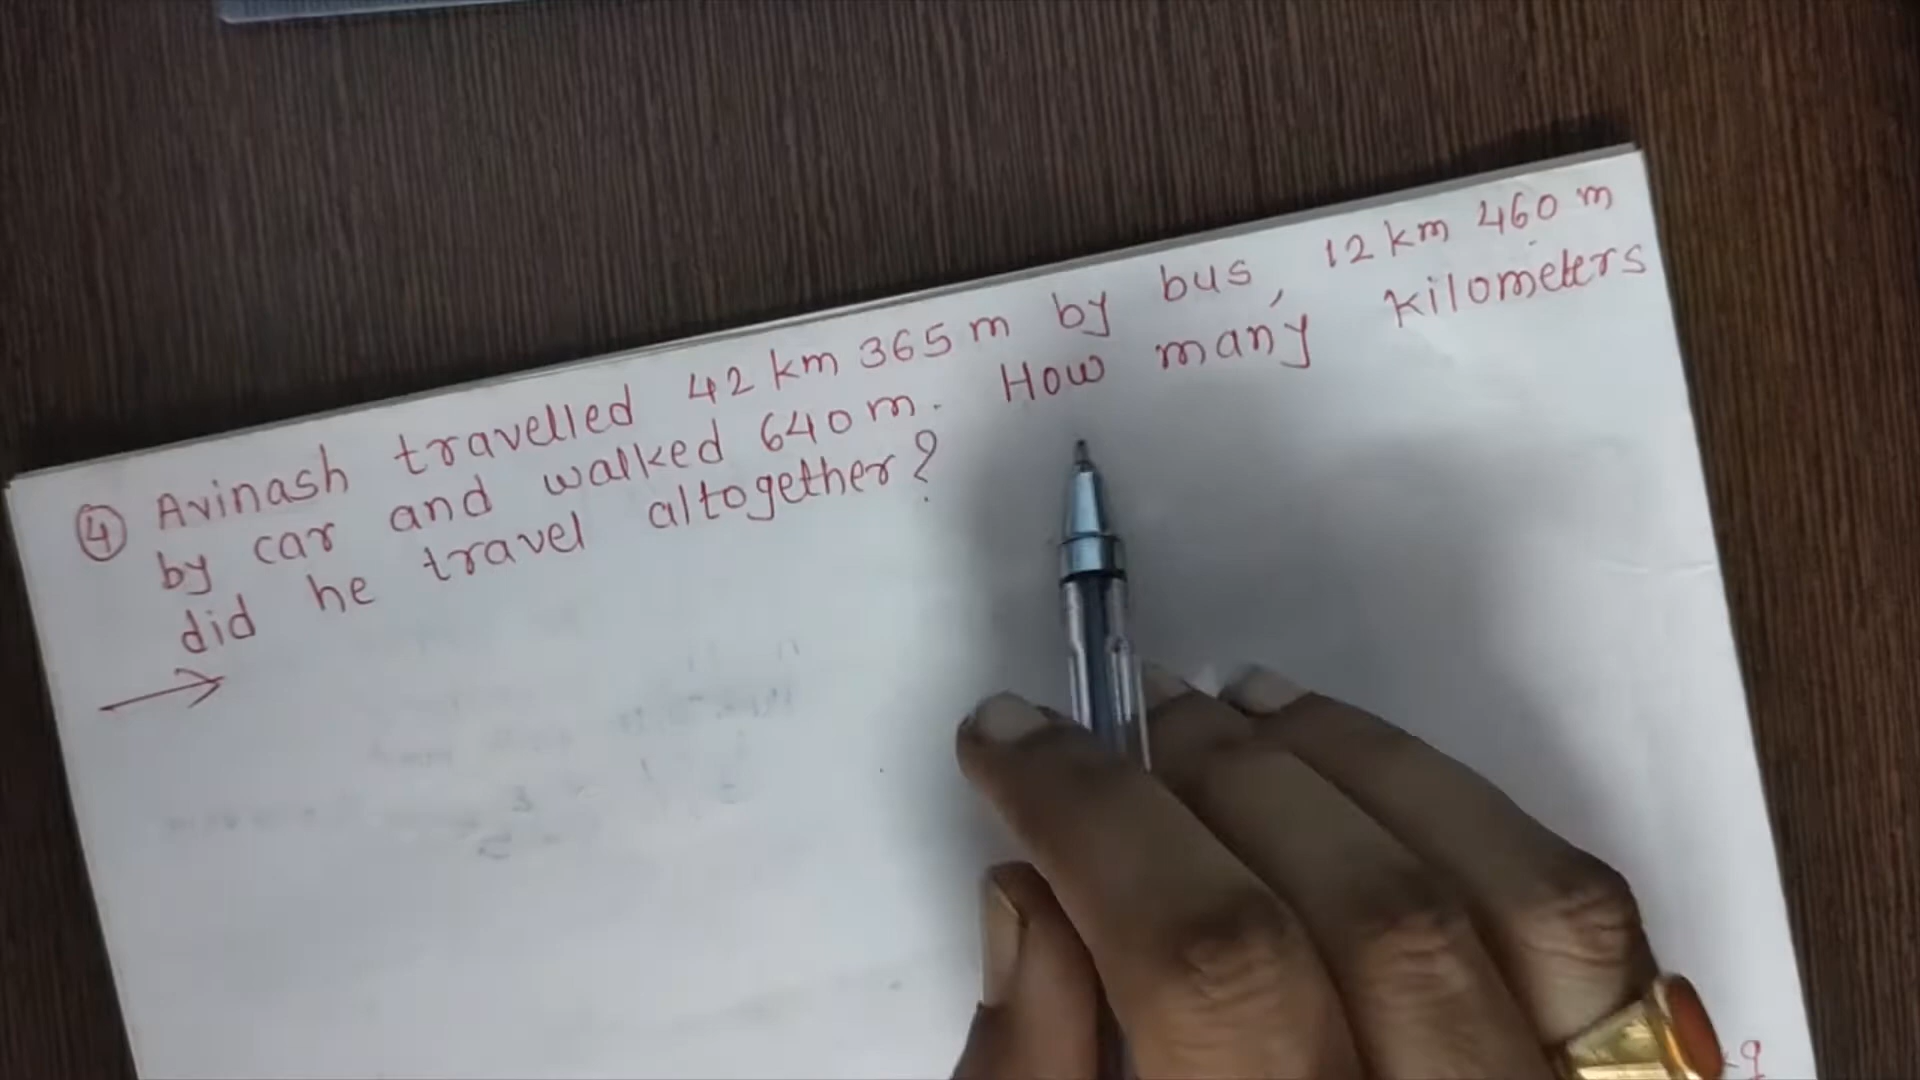 ④ Avinash travelled 42 km 365 m by bus, 12 km 460 m
by car and walked 640 m. How many kilometers
did he travel altogether?